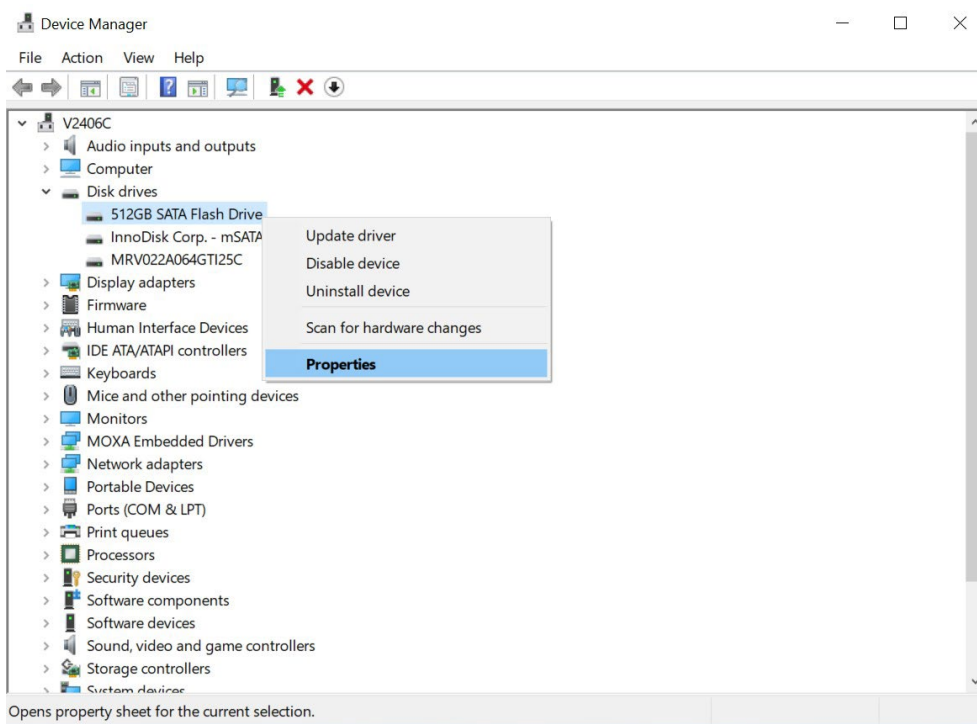 Device Manager
File Action View Help
V2406C
Audio inputs and outputs
Computer
Disk drives
512GB SATA Flash Drive
InnoDisk Corp. - mSATA
MRV022A064GTI25C
Update driver
Disable device
Uninstall device
Scan for hardware changes
Properties
Display adapters
Firmware
Human Interface Devices
IDE ATA/ATAPI controllers
Keyboards
Mice and other pointing devices
Monitors
MOXA Embedded Drivers
Network adapters
Portable Devices
Ports (COM & LPT)
Print queues
Processors
Security devices
Software components
Software devices
Sound, video and game controllers
Storage controllers
System devices
Opens property sheet for the current selection.